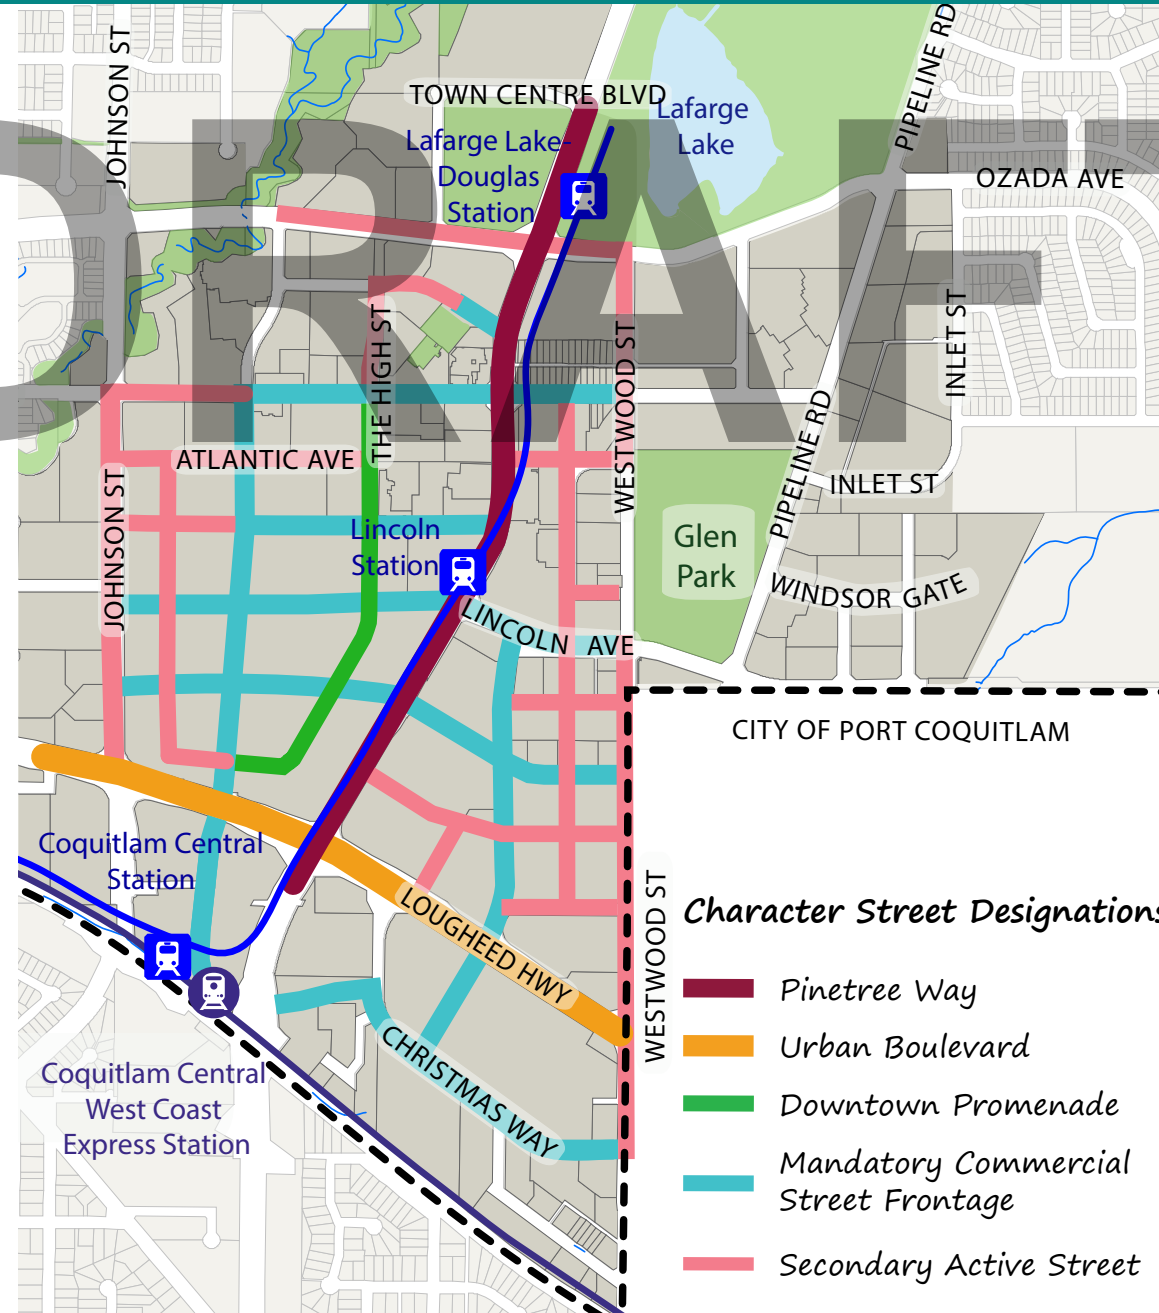 JOHNSON ST
PIPELINE RD
TOWN CENTRE BLVD
Lafarge
Lake
Lafarge Lake-
Douglas
Station
OZADA AVE
DRAF
THE HIGH ST
WESTWOOD ST
INLET ST
PIPELINE RD
ATLANTIC AVE
JOHNSON ST
INLET ST
Lincoln
Station
Glen
Park
WINDSOR GATE
LINCOLN AVE
CITY OF PORT COQUITLAM
Coquitlam Central
Station
LOUGHEED HWY
WESTWOOD ST
CHRISTMAS WAY
Coquitlam Central
West Coast
Express Station
Character Street Designations
Pinetree Way
Urban Boulevard
Downtown Promenade
Mandatory Commercial
Street Frontage
Secondary Active Street